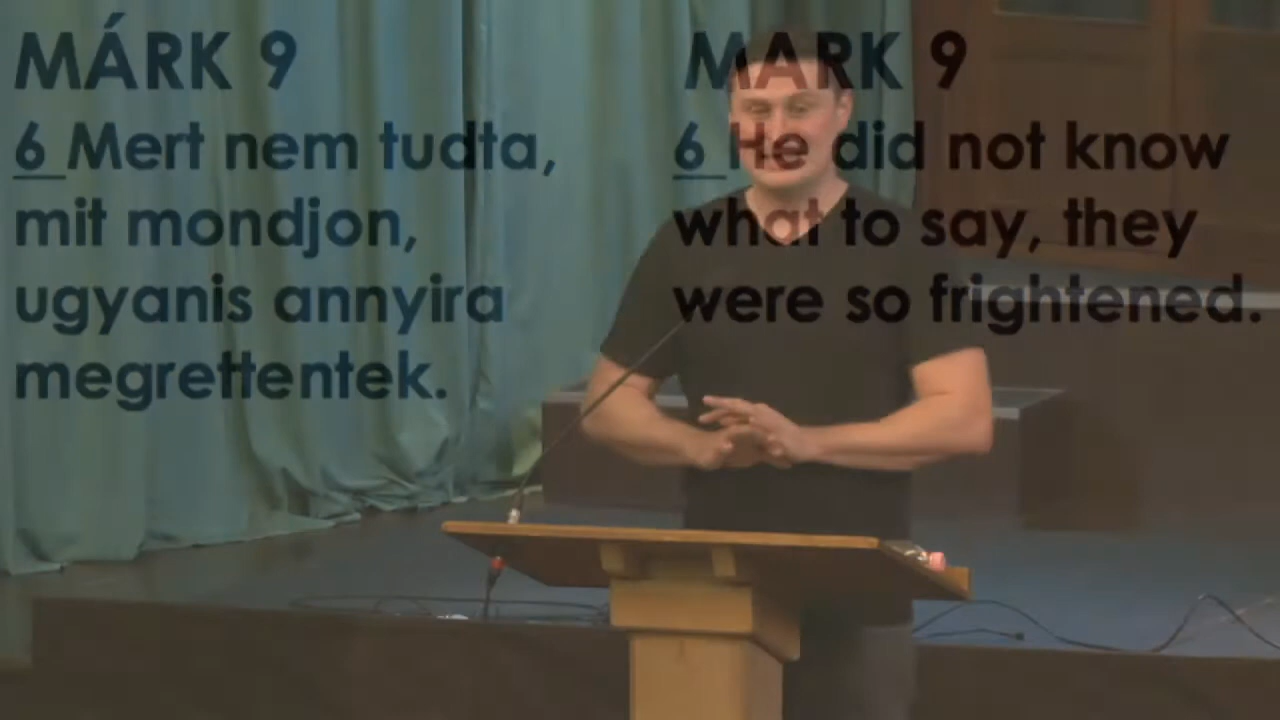 MÁRK 9
6 Mert nem tudta,
mit mondjon,
ugyanis annyira
megrettentek.
MARK 9
6 He did not know
what to say, they
were so frightened.